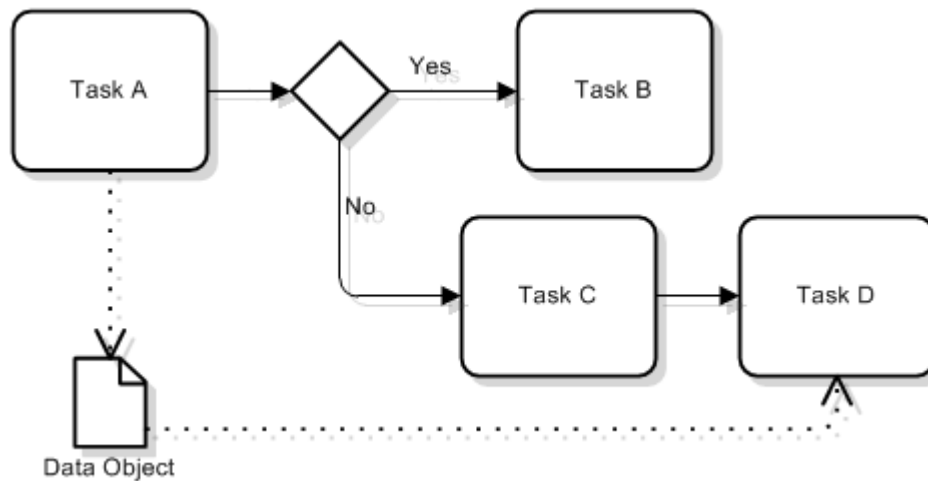 Task A
Yes
Task B
No
Task C
Task D
Data Object